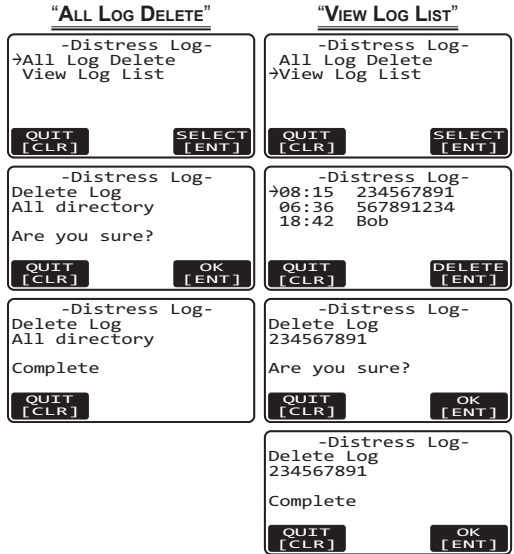 “ALL LOG DELETE”
-Distress Log-
→All Log Delete
View Log List
QUIT SELECT
[CLR] [ENT]
-Distress Log-
Delete Log
All directory
Are you sure?
QUIT OK
[CLR] [ENT]
-Distress Log-
Delete Log
All directory
Complete
QUIT
[CLR]
“VIEW LOG LIST”
-Distress Log-
All Log Delete
→View Log List
QUIT SELECT
[CLR] [ENT]
-Distress Log-
→08:15 234567891
06:36 567891234
18:42 Bob
QUIT DELETE
[CLR] [ENT]
-Distress Log-
Delete Log
234567891
Are you sure?
QUIT OK
[CLR] [ENT]
-Distress Log-
Delete Log
234567891
Complete
QUIT OK
[CLR] [ENT]